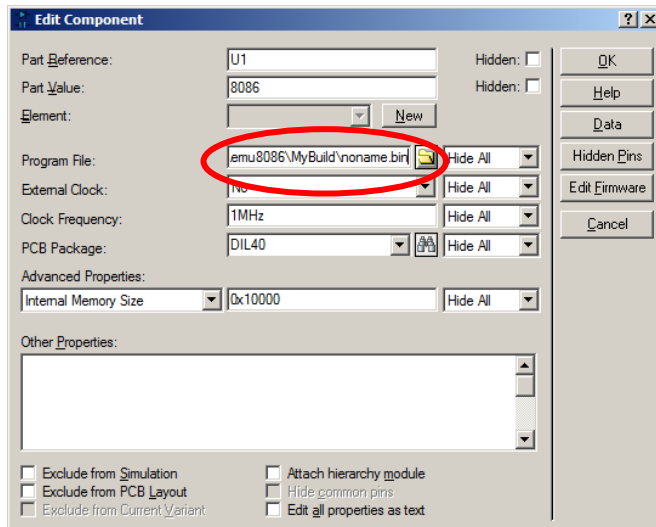 Edit Component
Part Reference: U1 Hidden: OK
Part Value: 8086 Hidden: Help
Element: New Data
Program File: emu8086\MyBuild\noname.bin Hide All Hidden Pins
External Clock: No Hide All Edit Firmware
Clock Frequency: 1MHz Hide All Cancel
PCB Package: DIL40 Hide All
Advanced Properties:
Internal Memory Size 0x10000 Hide All
Other Properties:
Exclude from Simulation Attach hierarchy module
Exclude from PCB Layout Hide common pins
Exclude from Current Variant Edit all properties as text